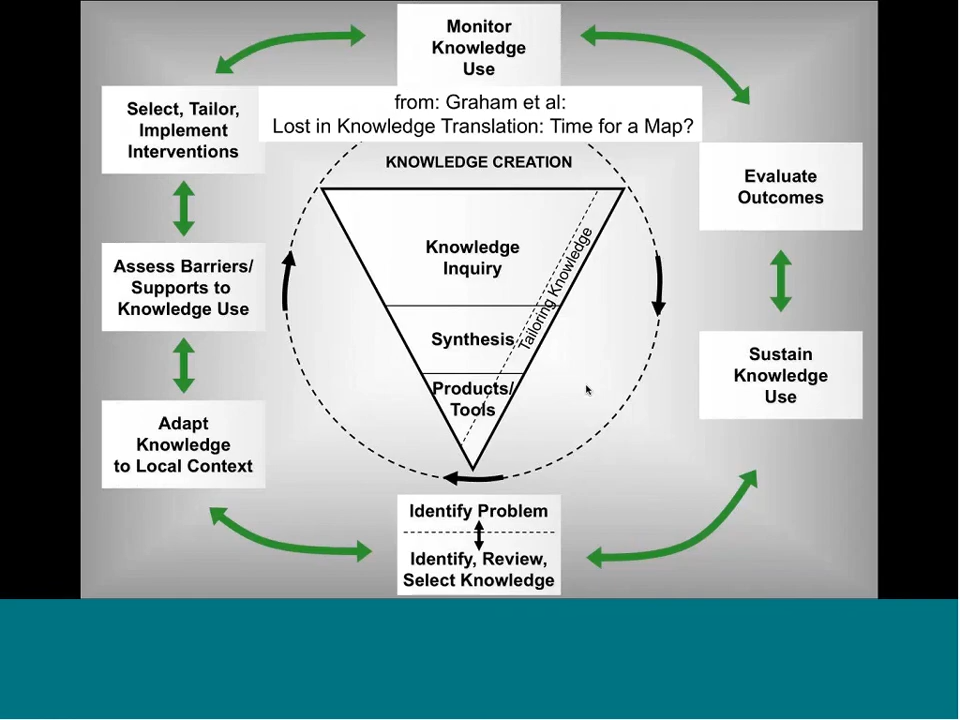 Monitor
Knowledge
Use
from: Graham et al:
Lost in Knowledge Translation: Time for a Map?
Select, Tailor,
Implement
Interventions
KNOWLEDGE CREATION
Evaluate
Outcomes
Knowledge
Inquiry
Tailoring Knowledge
Assess Barriers/
Supports to
Knowledge Use
Synthesis
Sustain
Knowledge
Use
Products/
Tools
Adapt
Knowledge
to Local Context
Identify Problem
Identify, Review,
Select Knowledge